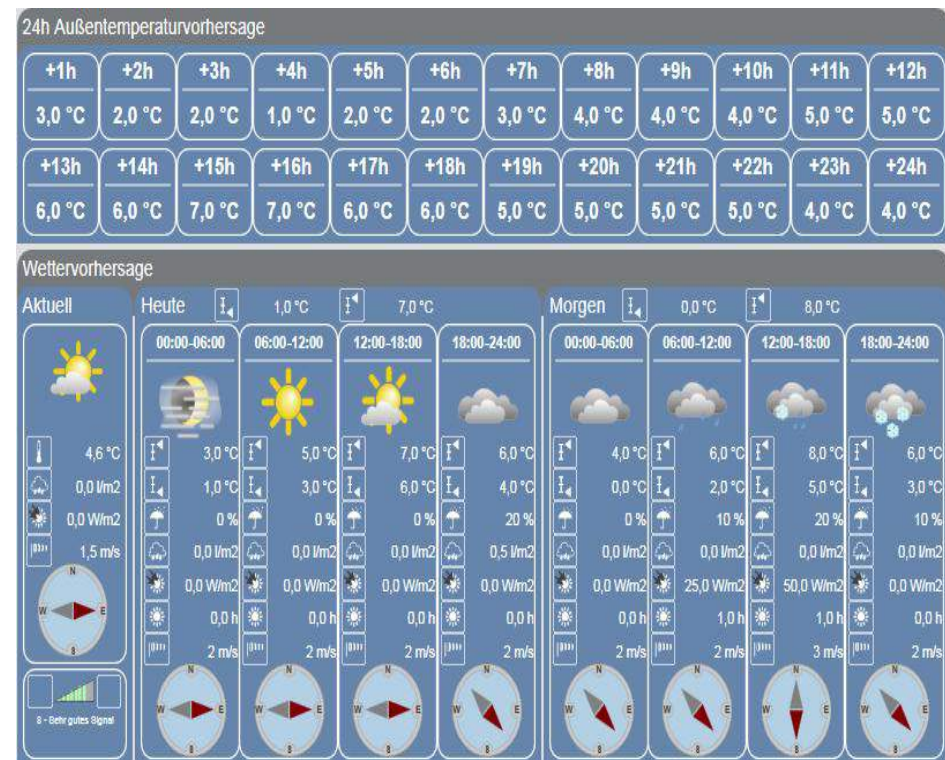 24h Außentemperaturvorhersage
+1h +2h +3h +4h +5h +6h +7h +8h +9h +10h +11h +12h
3,0 °C 2,0 °C 2,0 °C 1,0 °C 2,0 °C 2,0 °C 3,0 °C 4,0 °C 4,0 °C 4,0 °C 5,0 °C 5,0 °C
+13h +14h +15h +16h +17h +18h +19h +20h +21h +22h +23h +24h
6,0 °C 6,0 °C 7,0 °C 7,0 °C 6,0 °C 6,0 °C 5,0 °C 5,0 °C 5,0 °C 5,0 °C 4,0 °C 4,0 °C
Wettervorhersage
Aktuell Heute 1,0 °C 7,0 °C Morgen 0,0 °C 8,0 °C
00:00-06:00 06:00-12:00 12:00-18:00 18:00-24:00 00:00-06:00 06:00-12:00 12:00-18:00 18:00-24:00
4,6 °C 3,0 °C 5,0 °C 7,0 °C 6,0 °C 4,0 °C 6,0 °C 8,0 °C 6,0 °C
0,0 l/m2 1,0 °C 3,0 °C 6,0 °C 4,0 °C 0,0 °C 2,0 °C 5,0 °C 3,0 °C
0,0 W/m2 0 % 0 % 0 % 20 % 0 % 10 % 20 % 10 %
1,5 m/s 0,0 l/m2 0,0 l/m2 0,0 l/m2 0,5 l/m2 0,0 l/m2 0,0 l/m2 0,0 l/m2 0,0 l/m2
0,0 W/m2 0,0 W/m2 0,0 W/m2 0,0 W/m2 0,0 W/m2 25,0 W/m2 50,0 W/m2 0,0 W/m2
0,0 h 0,0 h 0,0 h 0,0 h 0,0 h 1,0 h 1,0 h 0,0 h
2 m/s 2 m/s 2 m/s 2 m/s 2 m/s 2 m/s 3 m/s 2 m/s
N
W E
S
N N N N N N N N
W E W E W E W E W E W E W E W E
S S S S S S S S
8 - Sehr gutes Signal